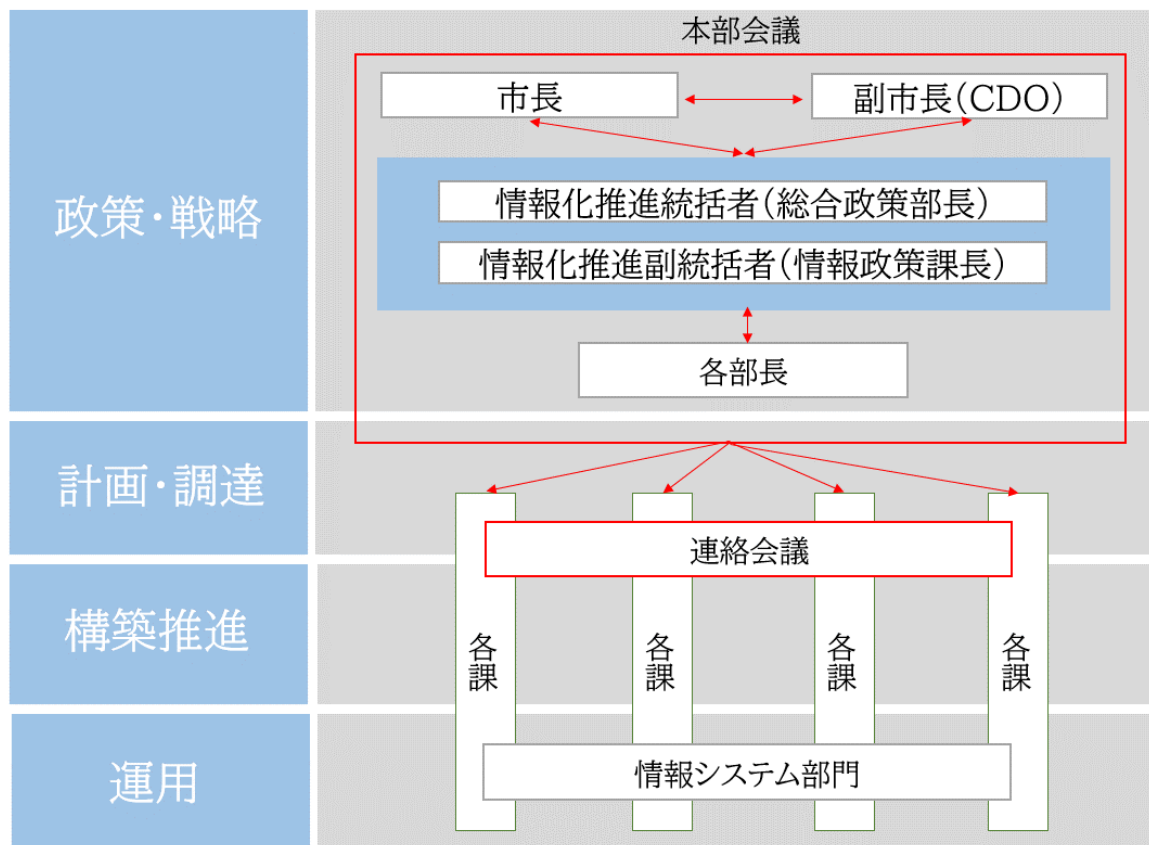 本部会議
市長
副市長（CDO）
政策・戦略
情報化推進統括者（総合政策部長）
情報化推進副統括者（情報政策課長）
各部長
計画・調達
連絡会議
構築推進
各課
各課
各課
各課
運用
情報システム部門